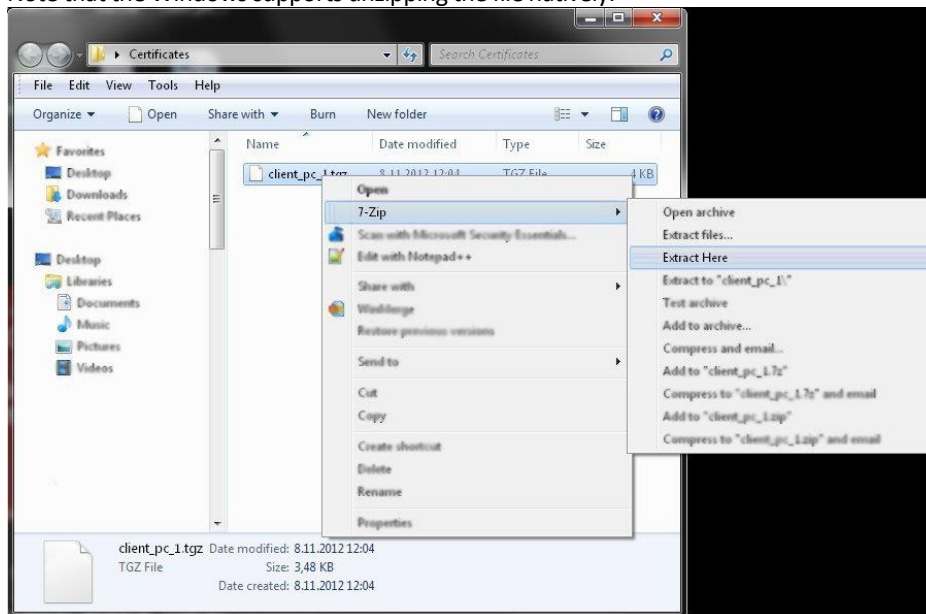 Note that the Windows supports unzipping the file natively.
Certificates
Search Certificates
File Edit View Tools Help
Organize Open Share with Burn New folder
Name Date modified Type Size
client_pc_1.tgz 8.11.2012 12:04 TGZ File 4 KB
Favorites
Desktop
Downloads
Recent Places
Desktop
Libraries
Documents
Music
Pictures
Videos
Open
7-Zip
Scan with Microsoft Security Essentials...
Edit with Notepad++
Share with
WinMerge
Restore previous versions
Send to
Cut
Copy
Create shortcut
Delete
Rename
Properties
Open archive
Extract files...
Extract Here
Extract to "client_pc_1\"
Test archive
Add to archive...
Compress and email...
Add to "client_pc_1.7z"
Compress to "client_pc_1.7z" and email
Add to "client_pc_1.zip"
Compress to "client_pc_1.zip" and email
client_pc_1.tgz Date modified: 8.11.2012 12:04
TGZ File Size: 3,48 KB
Date created: 8.11.2012 12:04